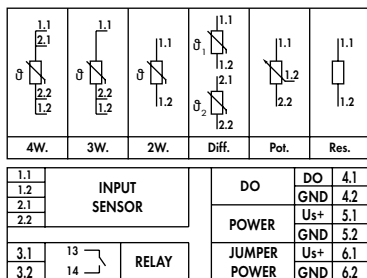 1.1 2.1 ϑ 2.2 1.2
1.1 ϑ 2.2 1.2
1.1 ϑ 1.2
1.1 ϑ1 1.2 2.1 ϑ2 2.2
1.1 1.2 2.2
1.1 1.2
4W. 3W. 2W. Diff. Pot. Res.
1.1
1.2
2.1
2.2
INPUT
SENSOR
3.1 13
3.2 14
RELAY
DO
DO 4.1
GND 4.2
POWER
Us+ 5.1
GND 5.2
JUMPER
POWER
Us+ 6.1
GND 6.2